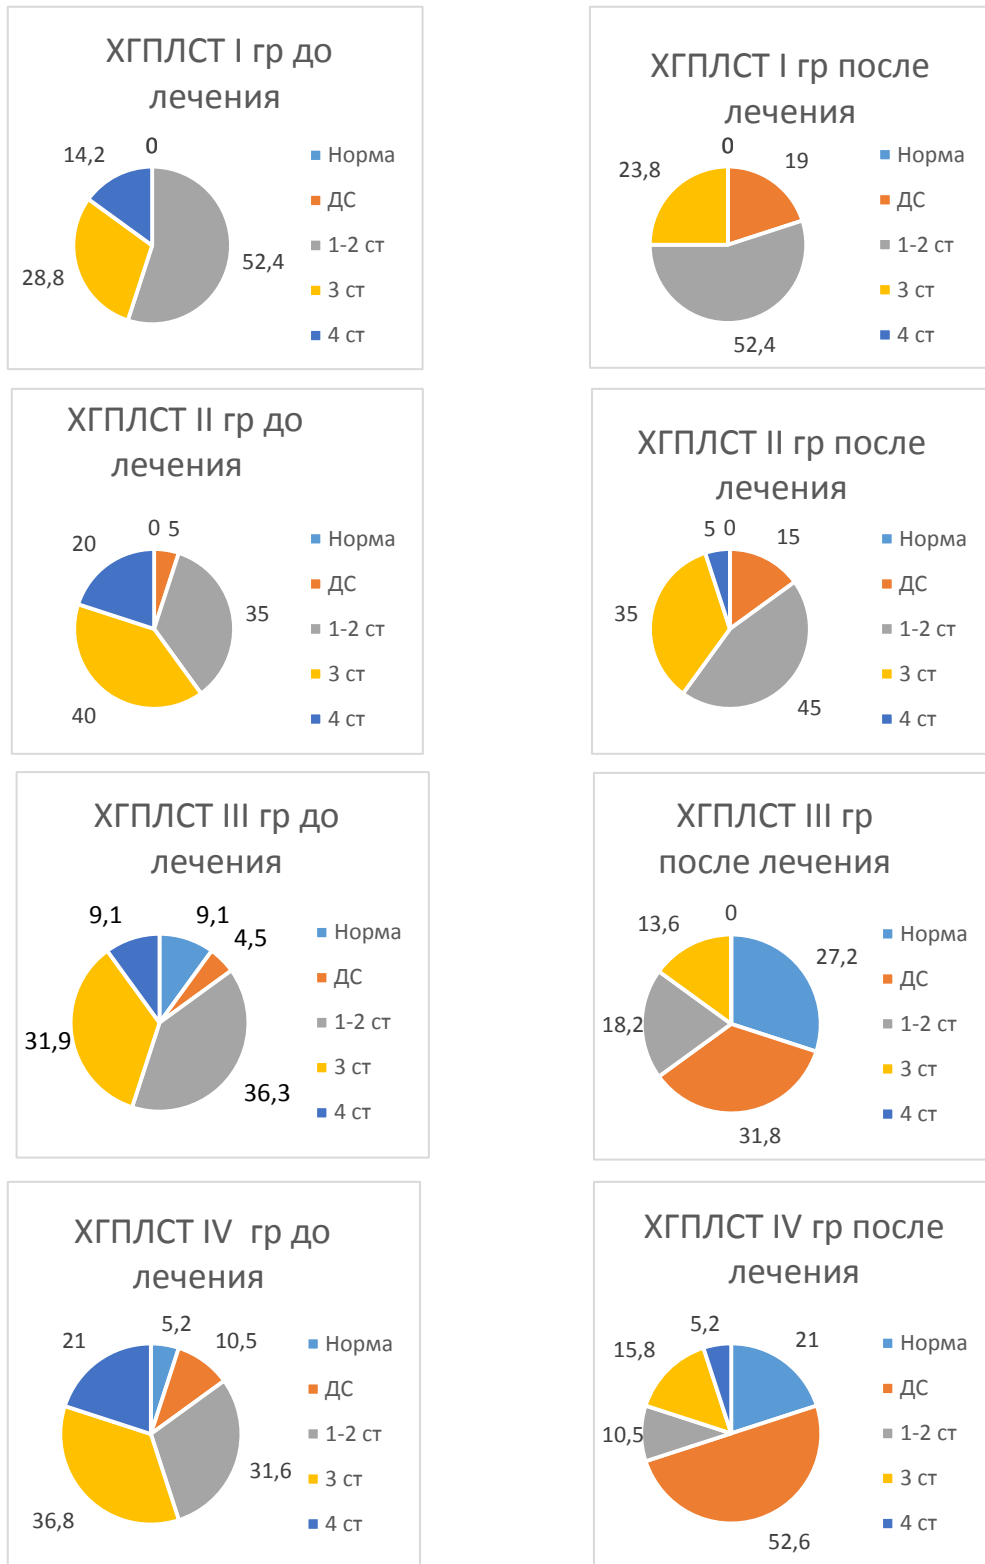 ХГПЛСТ I гр до
лечения
0
14,2
28,8
52,4
Норма
ДС
1-2 ст
3 ст
4 ст
ХГПЛСТ I гр после
лечения
0
23,8
19
52,4
Норма
ДС
1-2 ст
3 ст
4 ст
ХГПЛСТ II гр до
лечения
0 5
20
35
40
Норма
ДС
1-2 ст
3 ст
4 ст
ХГПЛСТ II гр после
лечения
5 0
15
35
45
Норма
ДС
1-2 ст
3 ст
4 ст
ХГПЛСТ III гр до
лечения
9,1
9,1
4,5
31,9
36,3
Норма
ДС
1-2 ст
3 ст
4 ст
ХГПЛСТ III гр
после лечения
0
13,6
27,2
18,2
31,8
Норма
ДС
1-2 ст
3 ст
4 ст
ХГПЛСТ IV гр до
лечения
5,2
21
10,5
31,6
36,8
Норма
ДС
1-2 ст
3 ст
4 ст
ХГПЛСТ IV гр после
лечения
5,2
21
15,8
10,5
52,6
Норма
ДС
1-2 ст
3 ст
4 ст